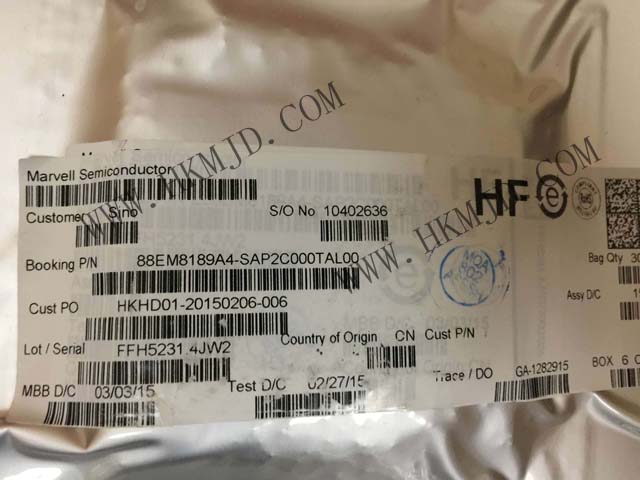 Marvell Semiconductor
HF e
Customer Sino S/O No 10402636
Booking P/N 88EM8189A4-SAP2C000TAL00
Bag Qty 30
Cust PO HKHD01-20150206-006
Assy D/C
Lot / Serial FFH5231.4JW2 Country of Origin CN Cust P/N
MBB D/C 03/03/15 Test D/C 02/27/15 Trace / DO GA-1282915 BOX 6 O
WWW.HKMJD.COM
WWW.HKMJD.COM